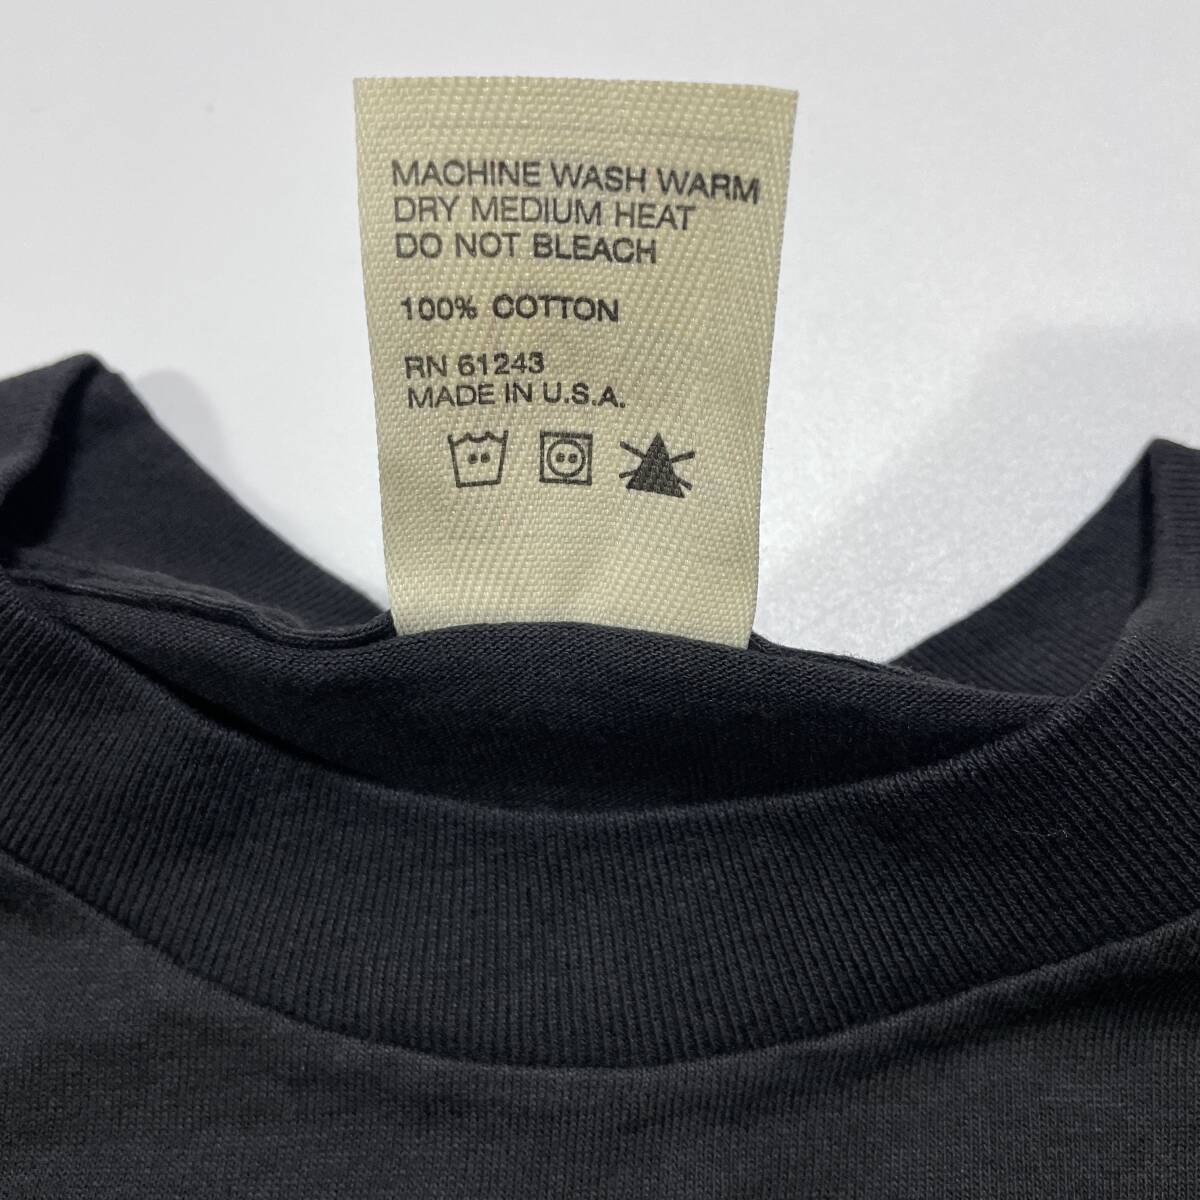 MACHINE WASH WARM
DRY MEDIUM HEAT
DO NOT BLEACH
100% COTTON
RN 61243
MADE IN U.S.A.